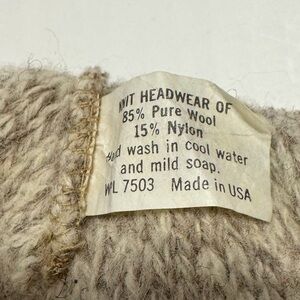 KNIT HEADWEAR OF
85% Pure Wool
15% Nylon
Hand wash in cool water
and mild soap.
WL 7503 Made in USA